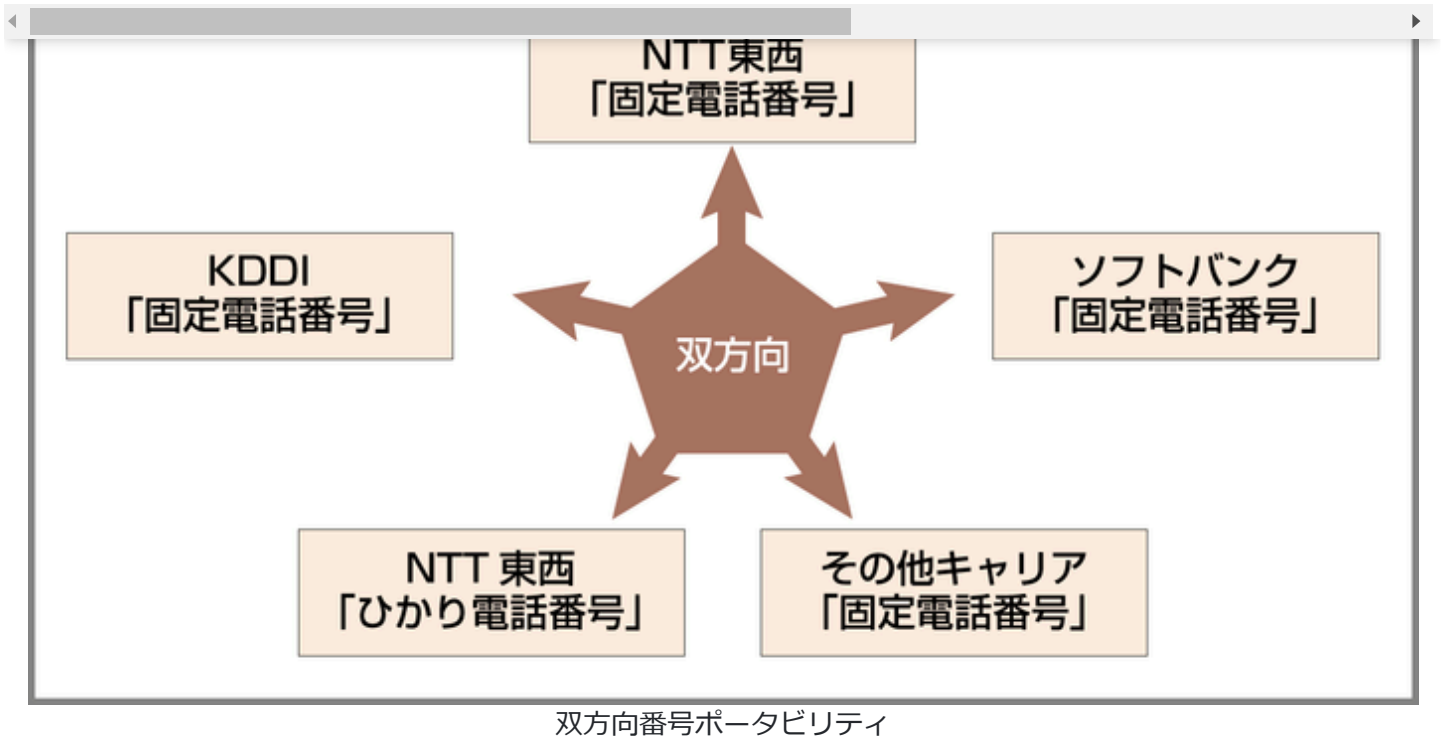 NTT東西
「固定電話番号」
KDDI
「固定電話番号」
ソフトバンク
「固定電話番号」
双方向
NTT 東西
「ひかり電話番号」
その他キャリア
「固定電話番号」
双方向番号ポータビリティ